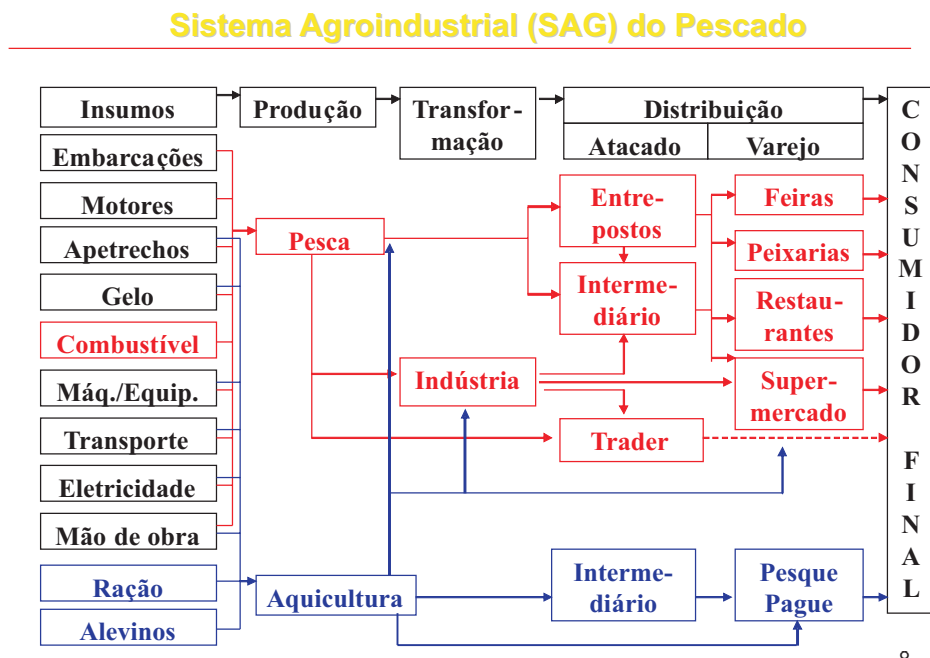 Sistema Agroindustrial (SAG) do Pescado
Insumos
Produção
Transfor-
mação
Distribuição
Atacado
Varejo
Embarcações
Motores
Apetrechos
Gelo
Combustível
Máq./Equip.
Transporte
Eletricidade
Mão de obra
Ração
Alevinos
Pesca
Aquicultura
Indústria
Entre-
postos
Interme-
diário
Trader
Interme-
diário
Feiras
Peixarias
Restau-
rantes
Super-
mercado
Pesque
Pague
C
O
N
S
U
M
I
D
O
R
F
I
N
A
L